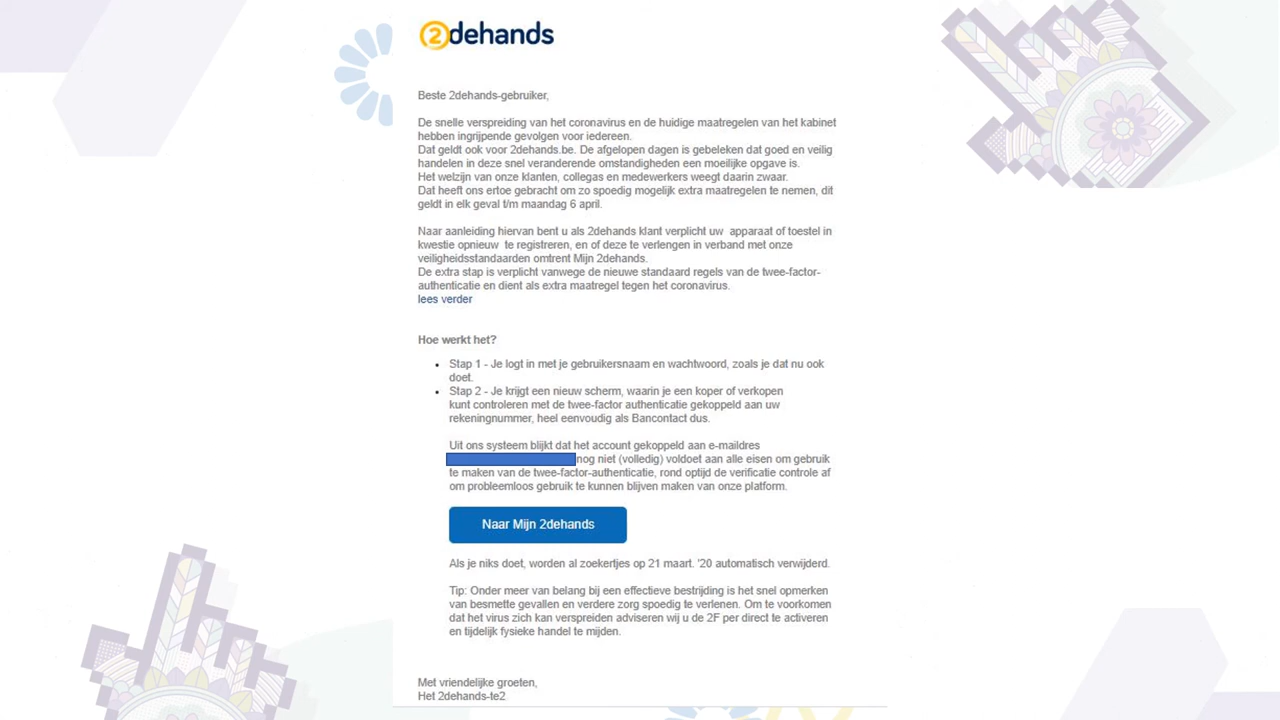 2dehands
Beste 2dehands-gebruiker,
De snelle verspreiding van het coronavirus en de huidige maatregelen van het kabinet
hebben ingrijpende gevolgen voor iedereen.
Dat geldt ook voor 2dehands.be. De afgelopen dagen is gebeleken dat goed en veilig
handelen in deze snel veranderende omstandigheden een moeilijke opgave is.
Het welzijn van onze klanten, collegas en medewerkers weegt daarin zwaar.
Dat heeft ons ertoe gebracht om zo spoedig mogelijk extra maatregelen te nemen, dit
geldt in elk geval t/m maandag 6 april.
Naar aanleiding hiervan bent u als 2dehands klant verplicht uw apparaat of toestel in
kwestie opnieuw te registreren, en of deze te verlengen in verband met onze
veiligheidsstandaarden omtrent Mijn 2dehands.
De extra stap is verplicht vanwege de nieuwe standaard regels van de twee-factor-
authenticatie en dient als extra maatregel tegen het coronavirus.
lees verder
Hoe werkt het?
• Stap 1 - Je logt in met je gebruikersnaam en wachtwoord, zoals je dat nu ook
doet.
• Stap 2 - Je krijgt een nieuw scherm, waarin je een koper of verkopen
kunt controleren met de twee-factor authenticatie gekoppeld aan uw
rekeningnummer, heel eenvoudig als Bancontact dus.
Uit ons systeem blijkt dat het account gekoppeld aan e-maildres
nog niet (volledig) voldoet aan alle eisen om gebruik
te maken van de twee-factor-authenticatie, rond optijd de verificatie controle af
om probleemloos gebruik te kunnen blijven maken van onze platform.
Naar Mijn 2dehands
Als je niks doet, worden al zoekertjes op 21 maart. '20 automatisch verwijderd.
Tip: Onder meer van belang bij een effectieve bestrijding is het snel opmerken
van besmette gevallen en verdere zorg spoedig te verlenen. Om te voorkomen
dat het virus zich kan verspreiden adviseren wij u de 2F per direct te activeren
en tijdelijk fysieke handel te mijden.
Met vriendelijke groeten,
Het 2dehands-te2